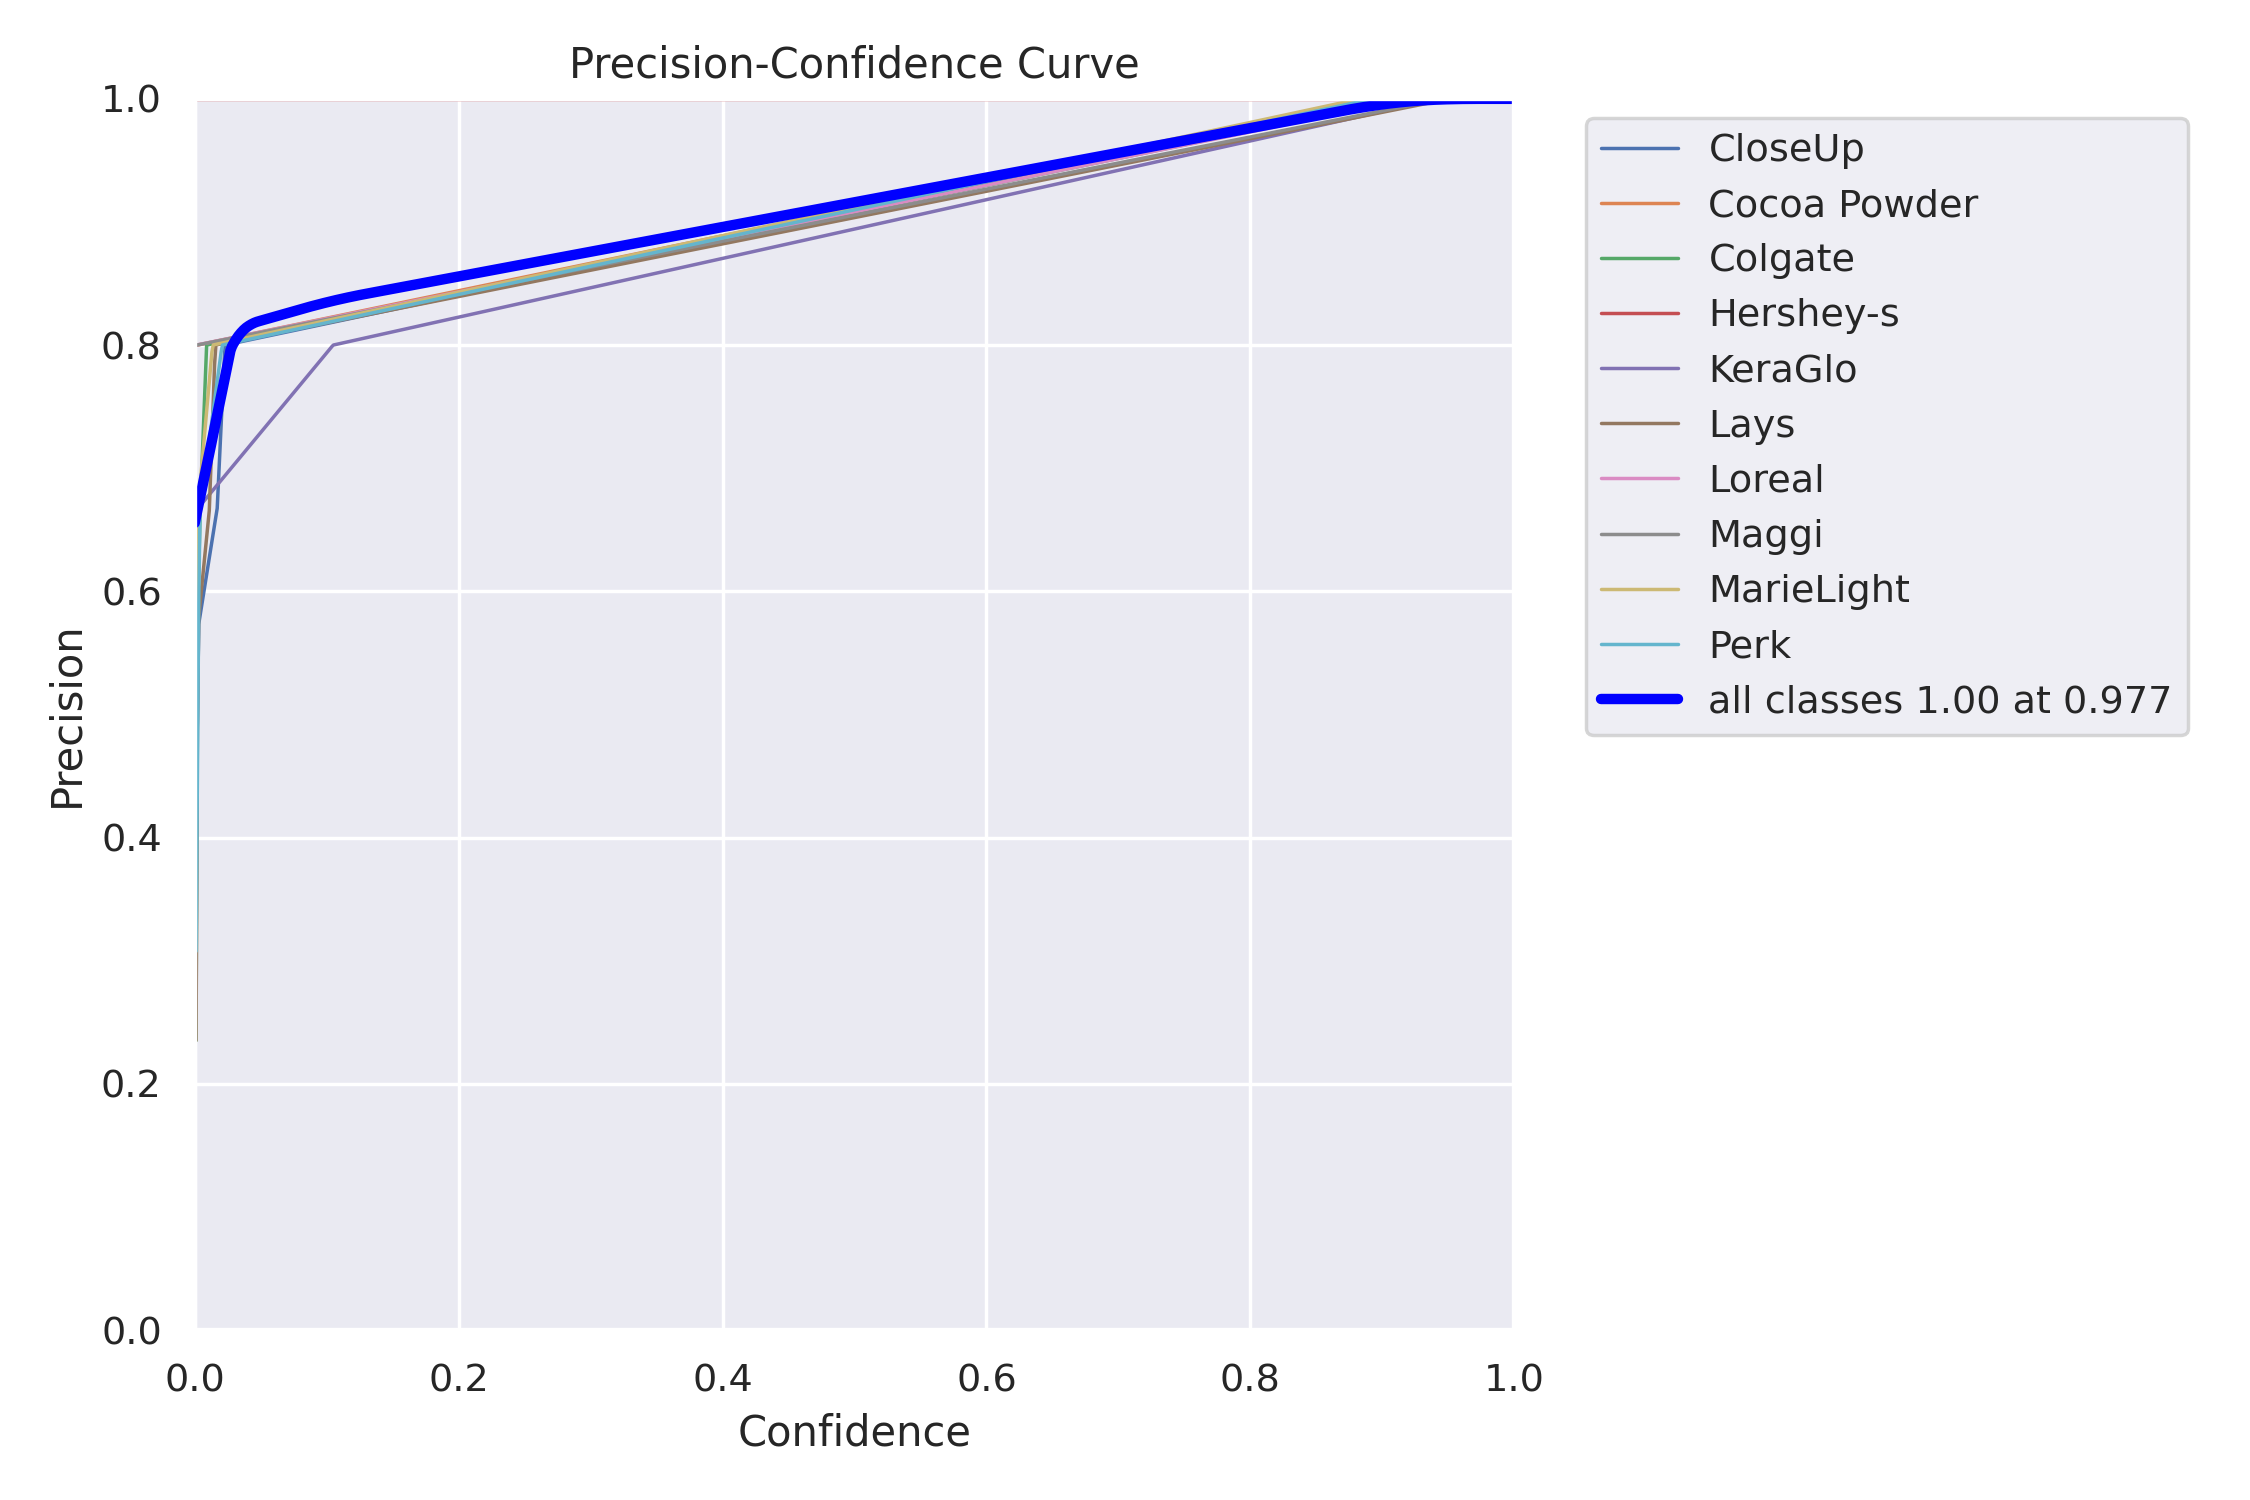 Precision-Confidence Curve
1.0
0.8
0.6
0.4
0.2
0.0
Precision
0.0 0.2 0.4 0.6 0.8 1.0
Confidence
CloseUp
Cocoa Powder
Colgate
Hershey-s
KeraGlo
Lays
Loreal
Maggi
MarieLight
Perk
all classes 1.00 at 0.977